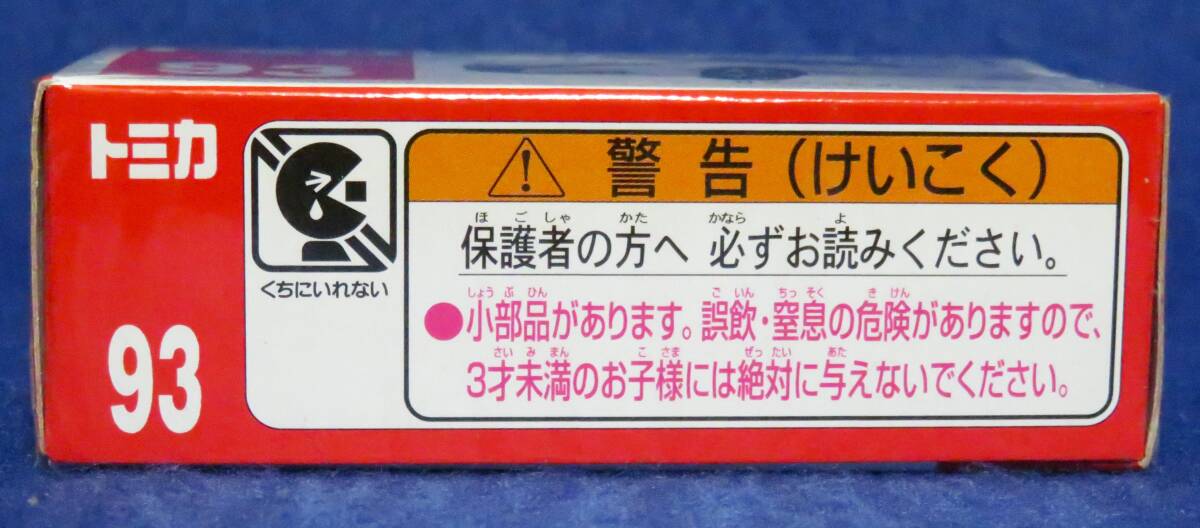 トミカ
93
くちにいれない
警告(けいこく)
ほごしゃ かた かなら よ
保護者の方へ 必ずお読みください。
しょうぶひん ごいん ちっそく きけん
●小部品があります。誤飲・窒息の危険がありますので、
さいみまん こさま ぜったい あた
3才未満のお子様には絶対に与えないでください。